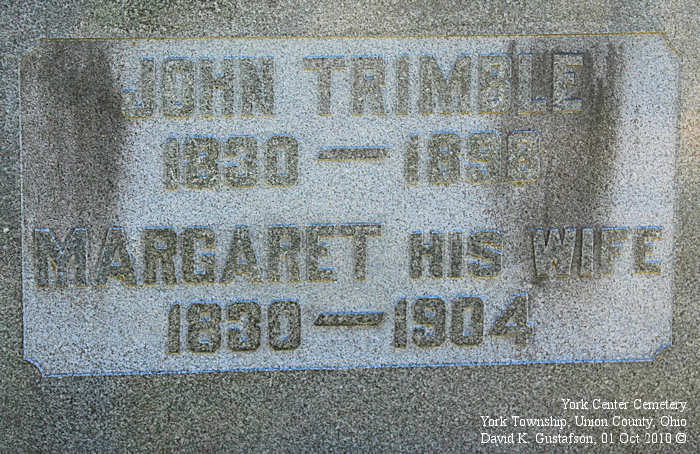 JOHN TRIMBLE
1830 — 1898
MARGARET HIS WIFE
1830 — 1904
York Center Cemetery
York Township, Union County, Ohio
David K. Gustafson, 01 Oct 2010 ©